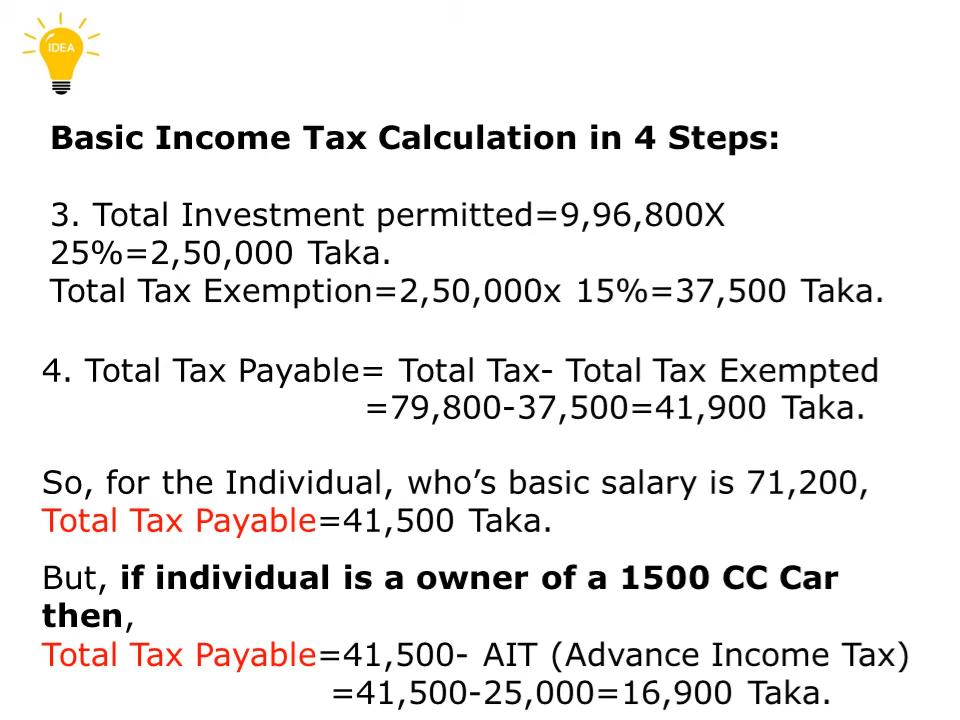 IDEA
Basic Income Tax Calculation in 4 Steps:
3. Total Investment permitted=9,96,800X
25%=2,50,000 Taka.
Total Tax Exemption=2,50,000x 15%=37,500 Taka.
4. Total Tax Payable= Total Tax- Total Tax Exempted
=79,800-37,500=41,900 Taka.
So, for the Individual, who’s basic salary is 71,200,
Total Tax Payable=41,500 Taka.
But, if individual is a owner of a 1500 CC Car
then,
Total Tax Payable=41,500- AIT (Advance Income Tax)
=41,500-25,000=16,900 Taka.